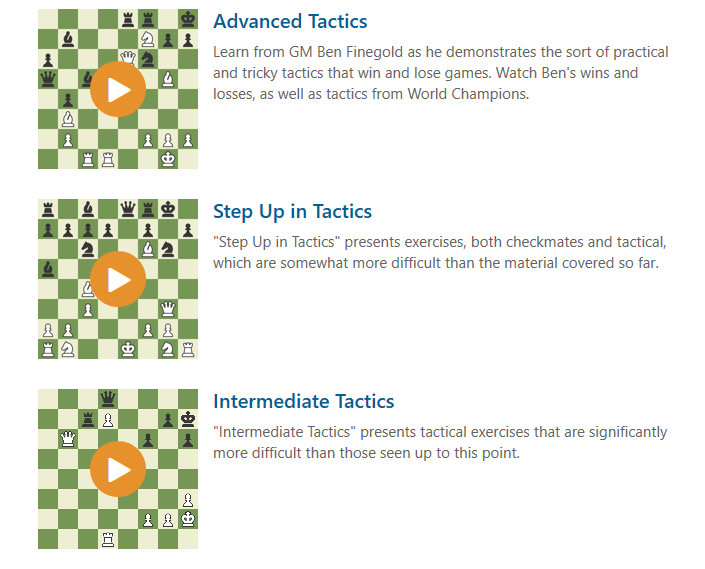 Advanced Tactics
Learn from GM Ben Finegold as he demonstrates the sort of practical
and tricky tactics that win and lose games. Watch Ben's wins and
losses, as well as tactics from World Champions.
Step Up in Tactics
"Step Up in Tactics" presents exercises, both checkmates and tactical,
which are somewhat more difficult than the material covered so far.
Intermediate Tactics
"Intermediate Tactics" presents tactical exercises that are significantly
more difficult than those seen up to this point.